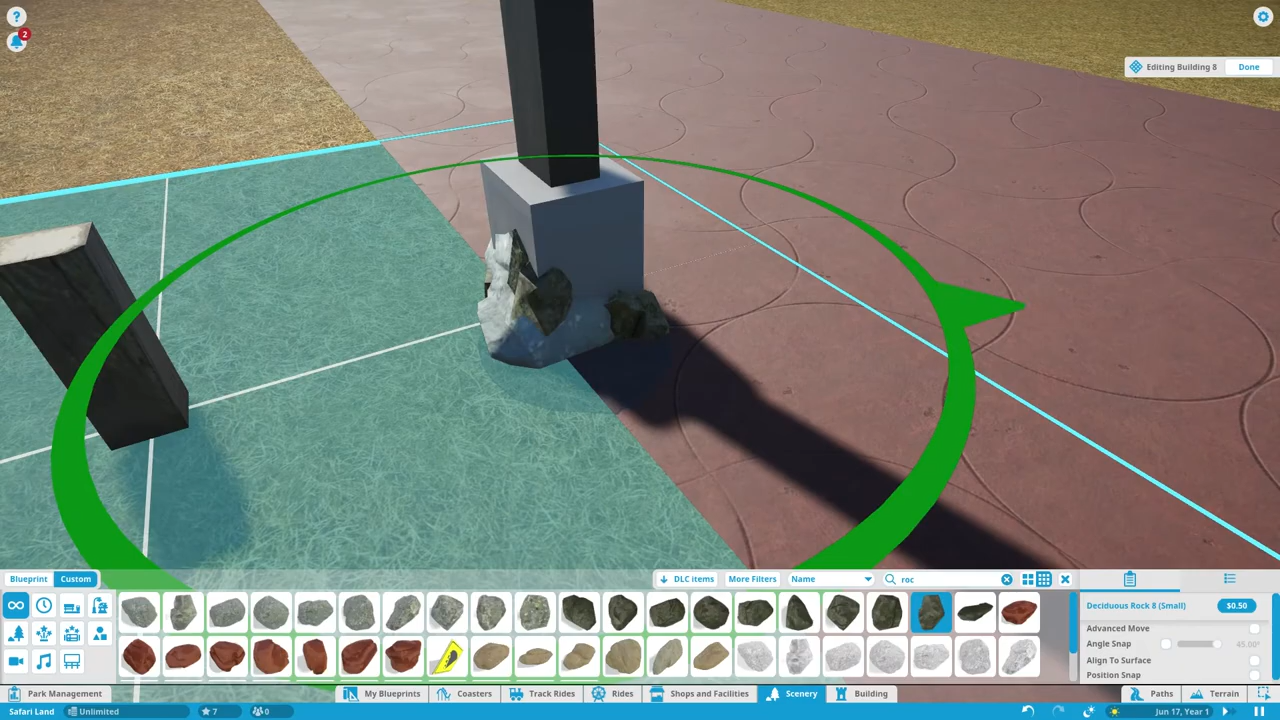 ?
2
Editing Building 8
Done
Blueprint
Custom
DLC items
More Filters
Name
roc
Deciduous Rock 8 (Small)
$0.50
Advanced Move
Angle Snap
45.00°
Align To Surface
Position Snap
Park Management
My Blueprints
Coasters
Track Rides
Rides
Shops and Facilities
Scenery
Building
Paths
Terrain
Safari Land
Unlimited
7
0
Jun 17, Year 1